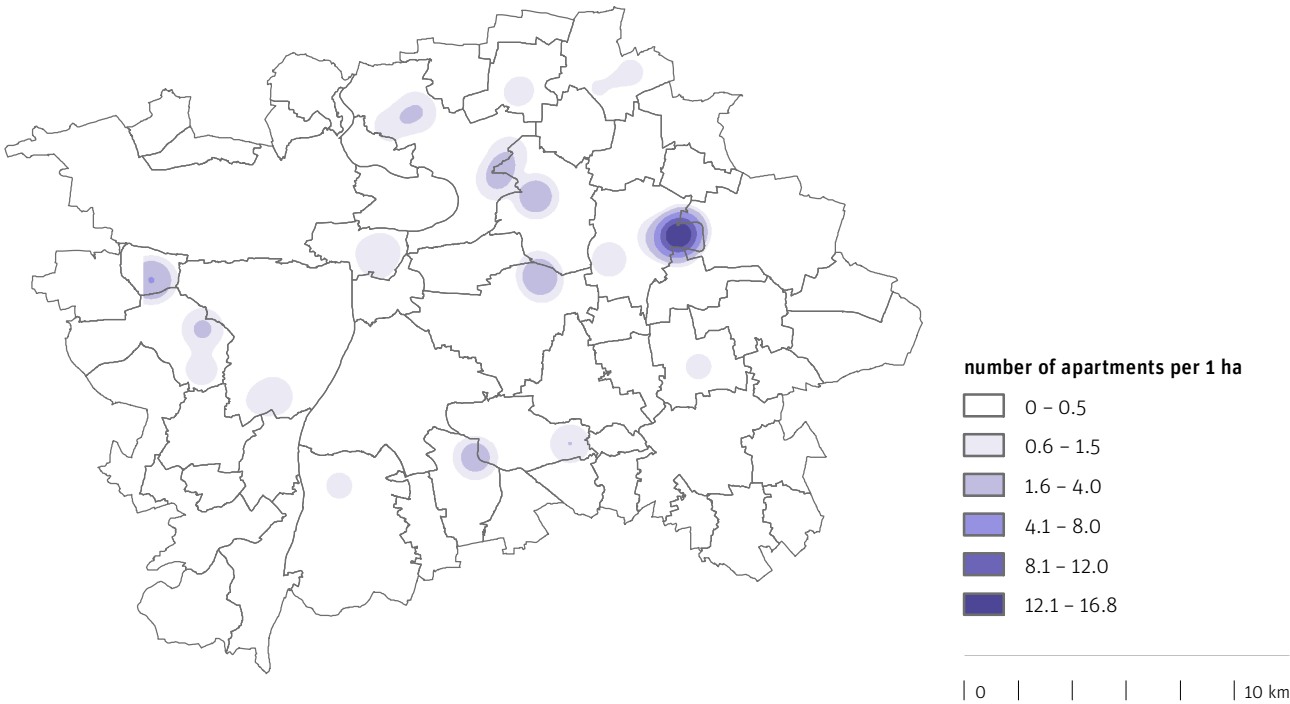 number of apartments per 1 ha
0 – 0.5
0.6 – 1.5
1.6 – 4.0
4.1 – 8.0
8.1 – 12.0
12.1 – 16.8
0 10 km